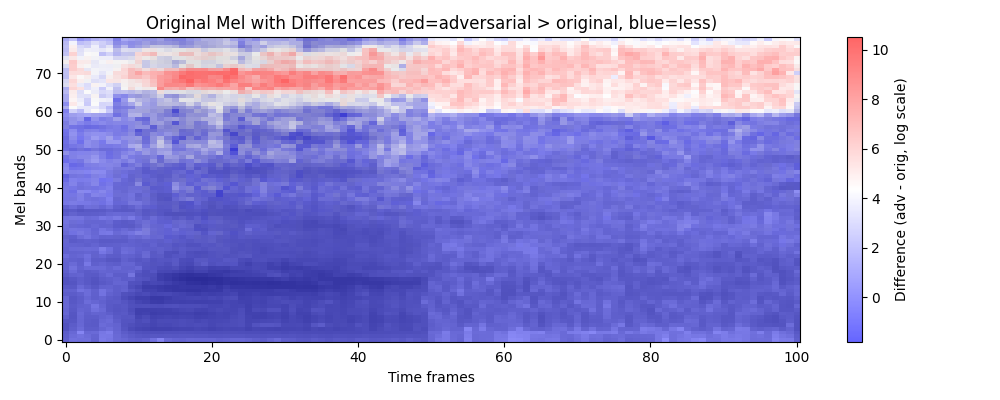 Original Mel with Differences (red=adversarial > original, blue=less)
Mel bands
70
60
50
40
30
20
10
0
0 20 40 60 80 100
Time frames
10
8
6
4
2
0
Difference (adv - orig, log scale)